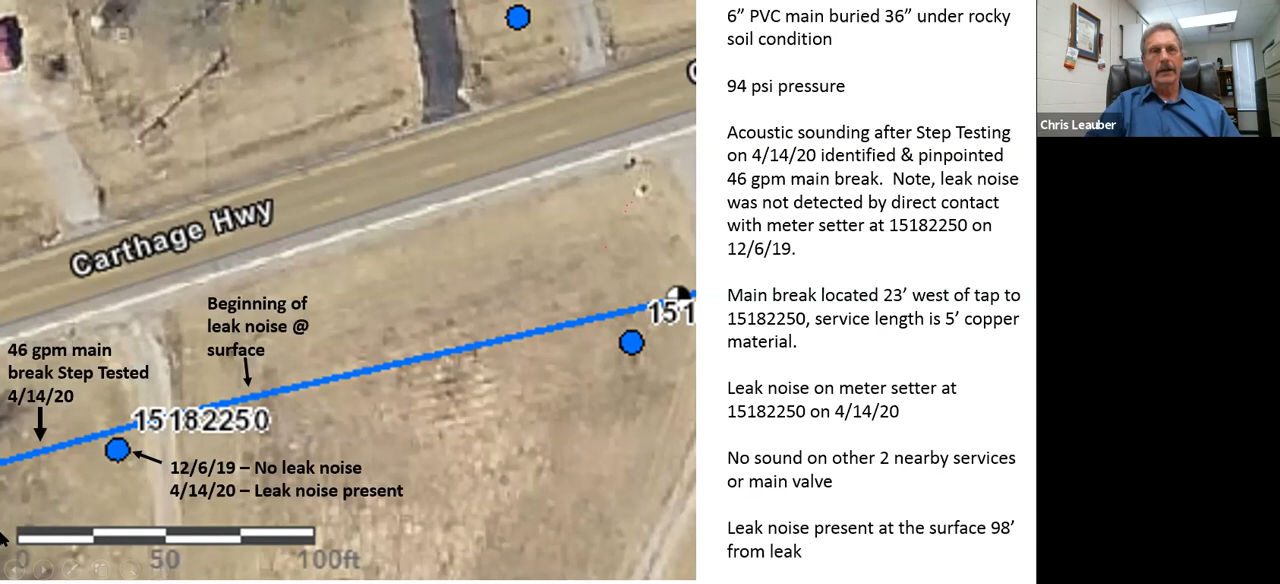 Carthage Hwy
Beginning of
leak noise @
surface
46 gpm main
break Step Tested
4/14/20
15182250
151
12/6/19 – No leak noise
4/14/20 – Leak noise present
0 50 100ft
6” PVC main buried 36” under rocky
soil condition
94 psi pressure
Acoustic sounding after Step Testing
on 4/14/20 identified & pinpointed
46 gpm main break. Note, leak noise
was not detected by direct contact
with meter setter at 15182250 on
12/6/19.
Main break located 23’ west of tap to
15182250, service length is 5’ copper
material.
Leak noise on meter setter at
15182250 on 4/14/20
No sound on other 2 nearby services
or main valve
Leak noise present at the surface 98’
from leak
Chris Leauber